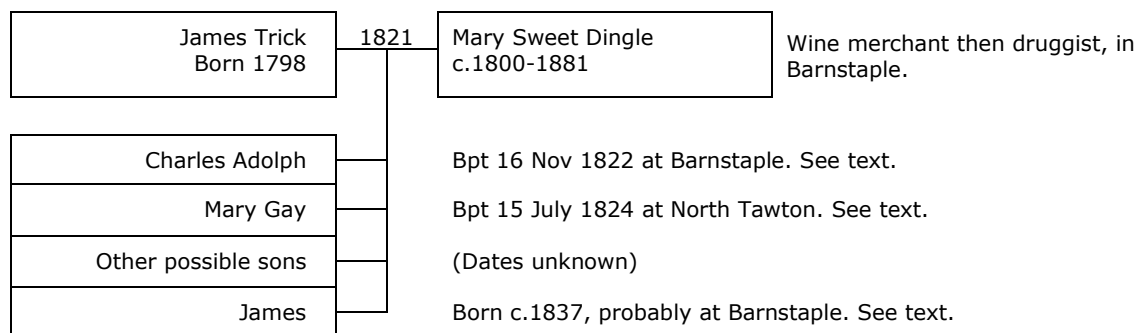 James Trick
Born 1798
1821
Mary Sweet Dingle
c.1800-1881
Wine merchant then druggist, in
Barnstaple.
Charles Adolph
Bpt 16 Nov 1822 at Barnstaple. See text.
Mary Gay
Bpt 15 July 1824 at North Tawton. See text.
Other possible sons
(Dates unknown)
James
Born c.1837, probably at Barnstaple. See text.